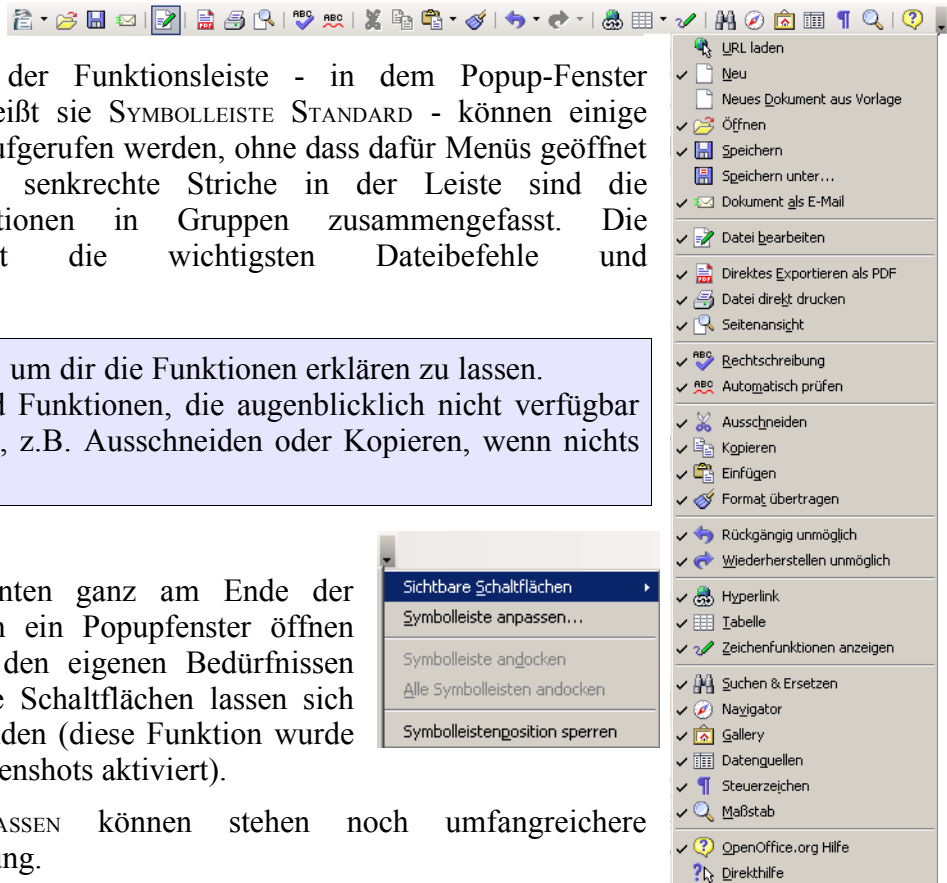 der Funktionsleiste - in dem Popup-Fenster
eißt sie SYMBOLLEISTE STANDARD - können einige
ufgerufen werden, ohne dass dafür Menüs geöffnet
senkrechte Striche in der Leiste sind die
tionen in Gruppen zusammengefasst. Die
t die wichtigsten Dateibefehle und
um dir die Funktionen erklären zu lassen.
d Funktionen, die augenblicklich nicht verfügbar
, z.B. Ausschneiden oder Kopieren, wenn nichts
nten ganz am Ende der
n ein Popupfenster öffnen
den eigenen Bedürfnissen
e Schaltflächen lassen sich
den (diese Funktion wurde
enshots aktiviert).
ASSEN können stehen noch umfangreichere
ung.
Sichtbare Schaltflächen
Symbolleiste anpassen...
Symbolleiste andocken
Alle Symbolleisten andocken
Symbolleistenposition sperren
URL laden
Neu
Neues Dokument aus Vorlage
Öffnen
Speichern
Speichern unter...
Dokument als E-Mail
Datei bearbeiten
Direktes Exportieren als PDF
Datei direkt drucken
Seitenansicht
Rechtschreibung
Automatisch prüfen
Ausschneiden
Kopieren
Einfügen
Format übertragen
Rückgängig unmöglich
Wiederherstellen unmöglich
Hyperlink
Tabelle
Zeichenfunktionen anzeigen
Suchen & Ersetzen
Navigator
Gallery
Datenquellen
Steuerzeichen
Maßstab
OpenOffice.org Hilfe
Direkthilfe